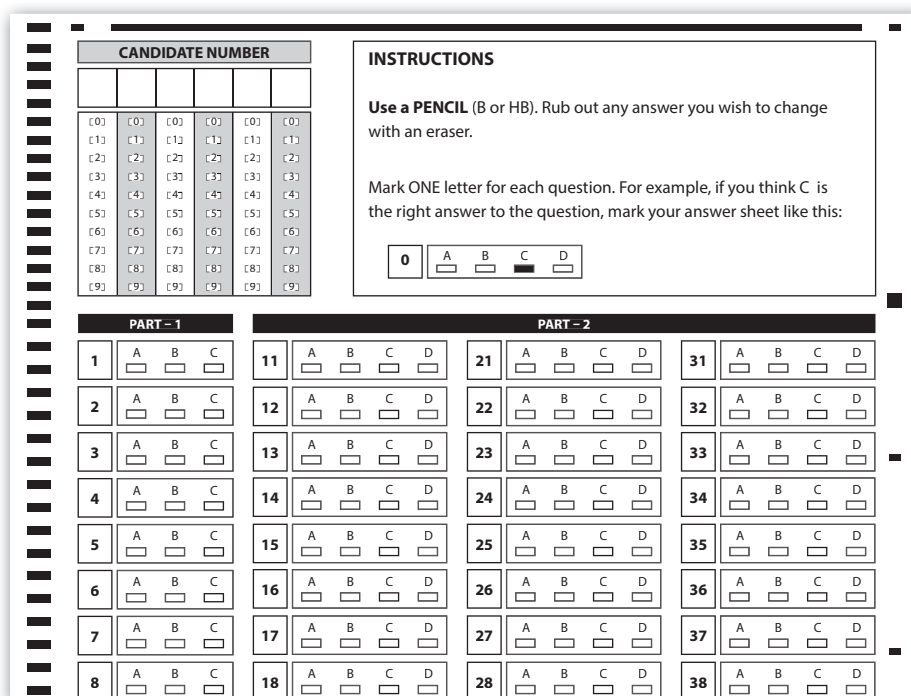 CANDIDATE NUMBER
[0] [0] [0] [0] [0] [0]
[1] [1] [1] [1] [1] [1]
[2] [2] [2] [2] [2] [2]
[3] [3] [3] [3] [3] [3]
[4] [4] [4] [4] [4] [4]
[5] [5] [5] [5] [5] [5]
[6] [6] [6] [6] [6] [6]
[7] [7] [7] [7] [7] [7]
[8] [8] [8] [8] [8] [8]
[9] [9] [9] [9] [9] [9]
INSTRUCTIONS
Use a PENCIL (B or HB). Rub out any answer you wish to change
with an eraser.
Mark ONE letter for each question. For example, if you think C is
the right answer to the question, mark your answer sheet like this:
0 A B C D
PART – 1 PART – 2
1 A B C 11 A B C D 21 A B C D 31 A B C D
2 A B C 12 A B C D 22 A B C D 32 A B C D
3 A B C 13 A B C D 23 A B C D 33 A B C D
4 A B C 14 A B C D 24 A B C D 34 A B C D
5 A B C 15 A B C D 25 A B C D 35 A B C D
6 A B C 16 A B C D 26 A B C D 36 A B C D
7 A B C 17 A B C D 27 A B C D 37 A B C D
8 A B C 18 A B C D 28 A B C D 38 A B C D